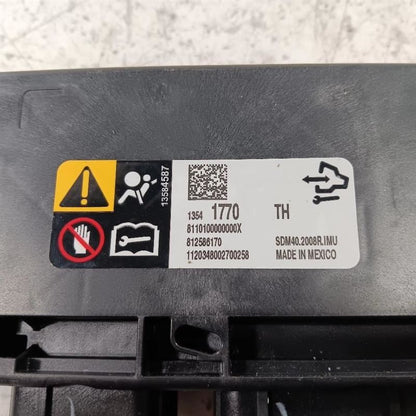 13584587
1354 1770 TH
8110100000000X
812586170 SDM40.2008R.IMU
1120348002700258 MADE IN MEXICO